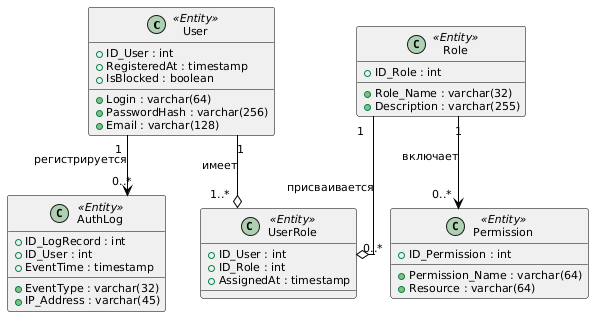 C «Entity»
User
ID_User : int
RegisteredAt : timestamp
IsBlocked : boolean
Login : varchar(64)
PasswordHash : varchar(256)
Email : varchar(128)
C «Entity»
Role
ID_Role : int
Role_Name : varchar(32)
Description : varchar(255)
1
1
1
1
регистрируется
имеет
присваивается
включает
0..*
1..*
0..*
0..*
C «Entity»
AuthLog
ID_LogRecord : int
ID_User : int
EventTime : timestamp
EventType : varchar(32)
IP_Address : varchar(45)
C «Entity»
UserRole
ID_User : int
ID_Role : int
AssignedAt : timestamp
C «Entity»
Permission
ID_Permission : int
Permission_Name : varchar(64)
Resource : varchar(64)